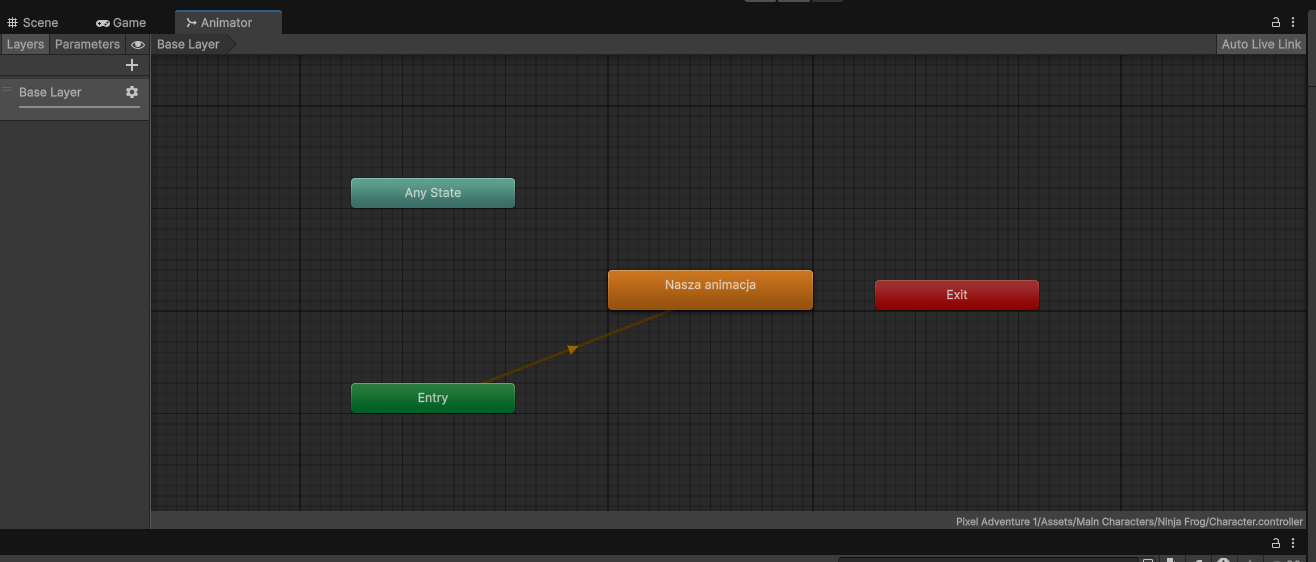 Scene Game Animator
Layers Parameters Base Layer Auto Live Link
Base Layer
Any State
Nasza animacja
Exit
Entry
Pixel Adventure 1/Assets/Main Characters/Ninja Frog/Character.controller